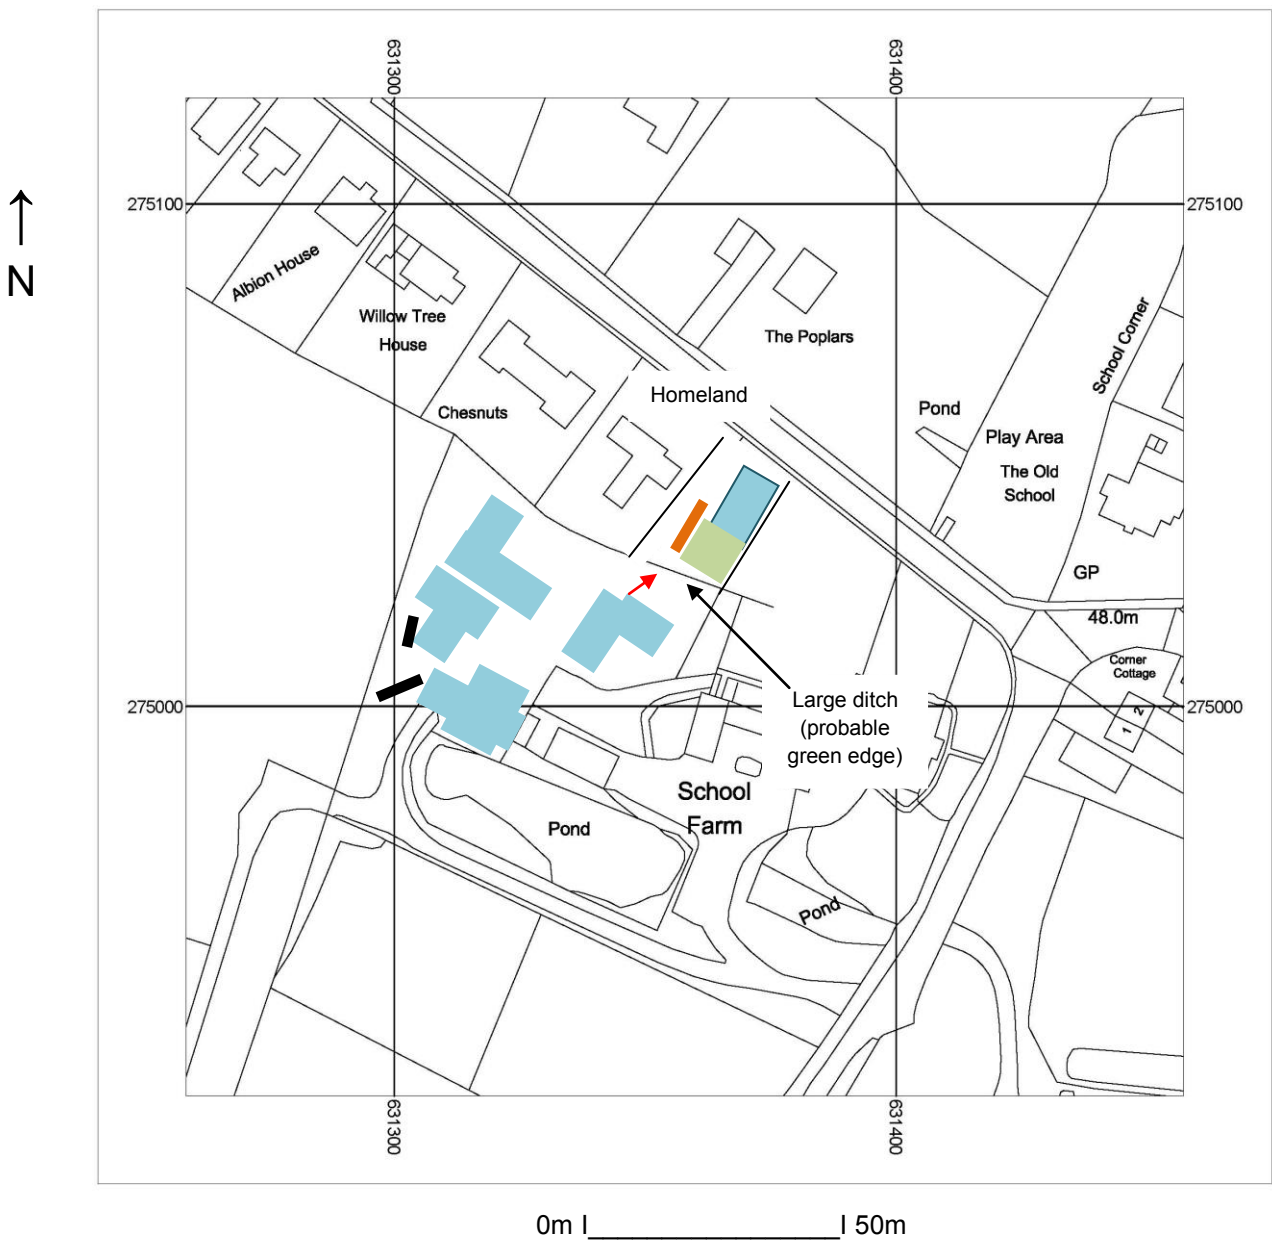 631300
631400
275100
275100
↑
N
Albion House
Willow Tree
House
The Poplars
School Corner
Homeland
Chesnuts
Pond
Play Area
The Old
School
GP
48.0m
Corner
Cottage
275000
275000
Large ditch
(probable
green edge)
1 2
School
Farm
Pond
Pond
631300
631400
0m I__________________I 50m